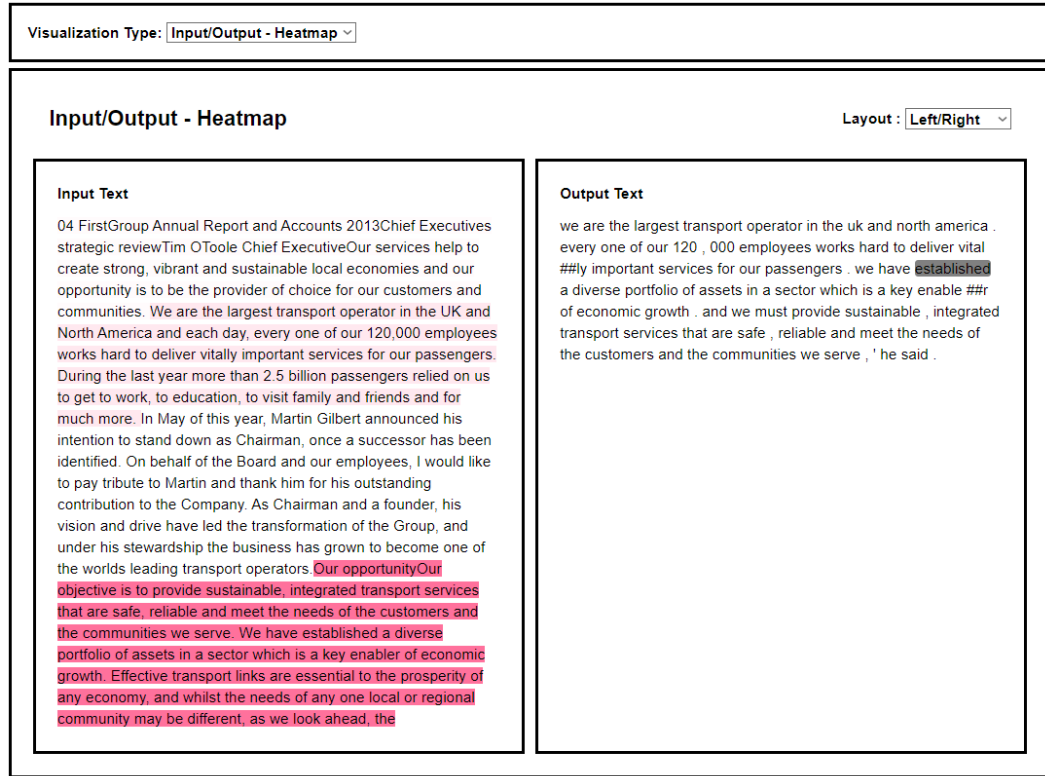 Visualization Type: Input/Output - Heatmap
Input/Output - Heatmap
Layout : Left/Right
Input Text
04 FirstGroup Annual Report and Accounts 2013Chief Executives
strategic reviewTim OToole Chief ExecutiveOur services help to
create strong, vibrant and sustainable local economies and our
opportunity is to be the provider of choice for our customers and
communities. We are the largest transport operator in the UK and
North America and each day, every one of our 120,000 employees
works hard to deliver vitally important services for our passengers.
During the last year more than 2.5 billion passengers relied on us
to get to work, to education, to visit family and friends and for
much more. In May of this year, Martin Gilbert announced his
intention to stand down as Chairman, once a successor has been
identified. On behalf of the Board and our employees, I would like
to pay tribute to Martin and thank him for his outstanding
contribution to the Company. As Chairman and a founder, his
vision and drive have led the transformation of the Group, and
under his stewardship the business has grown to become one of
the worlds leading transport operators.Our opportunityOur
objective is to provide sustainable, integrated transport services
that are safe, reliable and meet the needs of the customers and
the communities we serve. We have established a diverse
portfolio of assets in a sector which is a key enabler of economic
growth. Effective transport links are essential to the prosperity of
any economy, and whilst the needs of any one local or regional
community may be different, as we look ahead, the
Output Text
we are the largest transport operator in the uk and north america .
every one of our 120 , 000 employees works hard to deliver vital
##ly important services for our passengers . we have established
a diverse portfolio of assets in a sector which is a key enable ##r
of economic growth . and we must provide sustainable , integrated
transport services that are safe , reliable and meet the needs of
the customers and the communities we serve , ' he said .